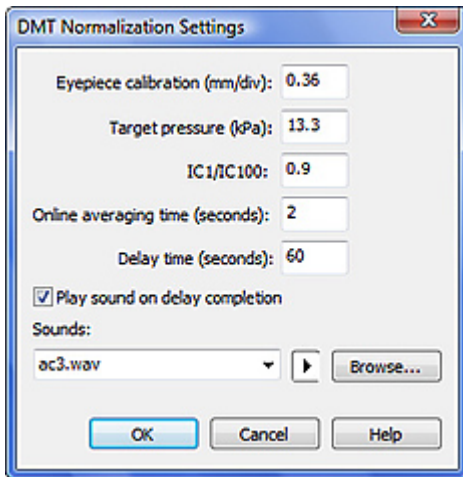 DMT Normalization Settings
Eyepiece calibration (mm/div): 0.36
Target pressure (kPa): 13.3
IC1/IC100: 0.9
Online averaging time (seconds): 2
Delay time (seconds): 60
Play sound on delay completion
Sounds:
ac3.wav Browse...
OK Cancel Help